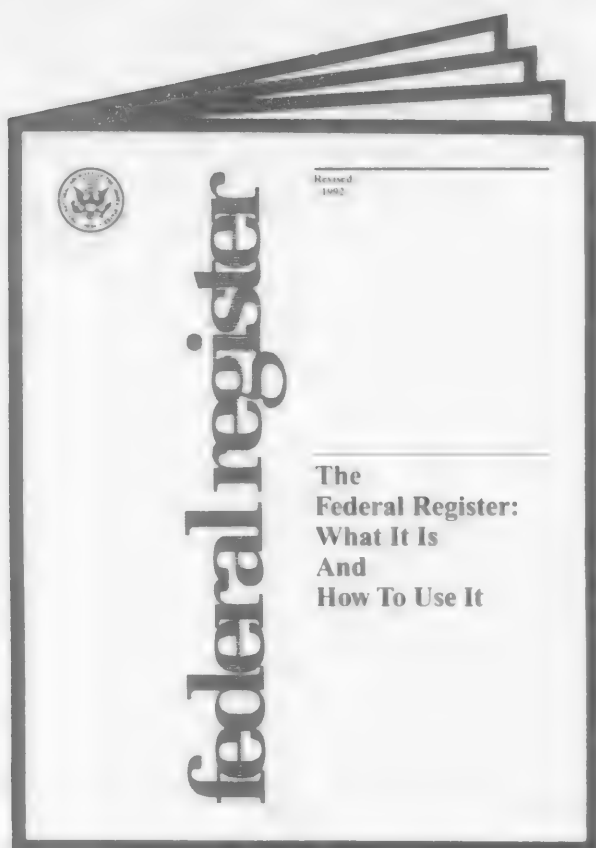 federal register
Revised
1992
The
Federal Register:
What It Is
And
How To Use It